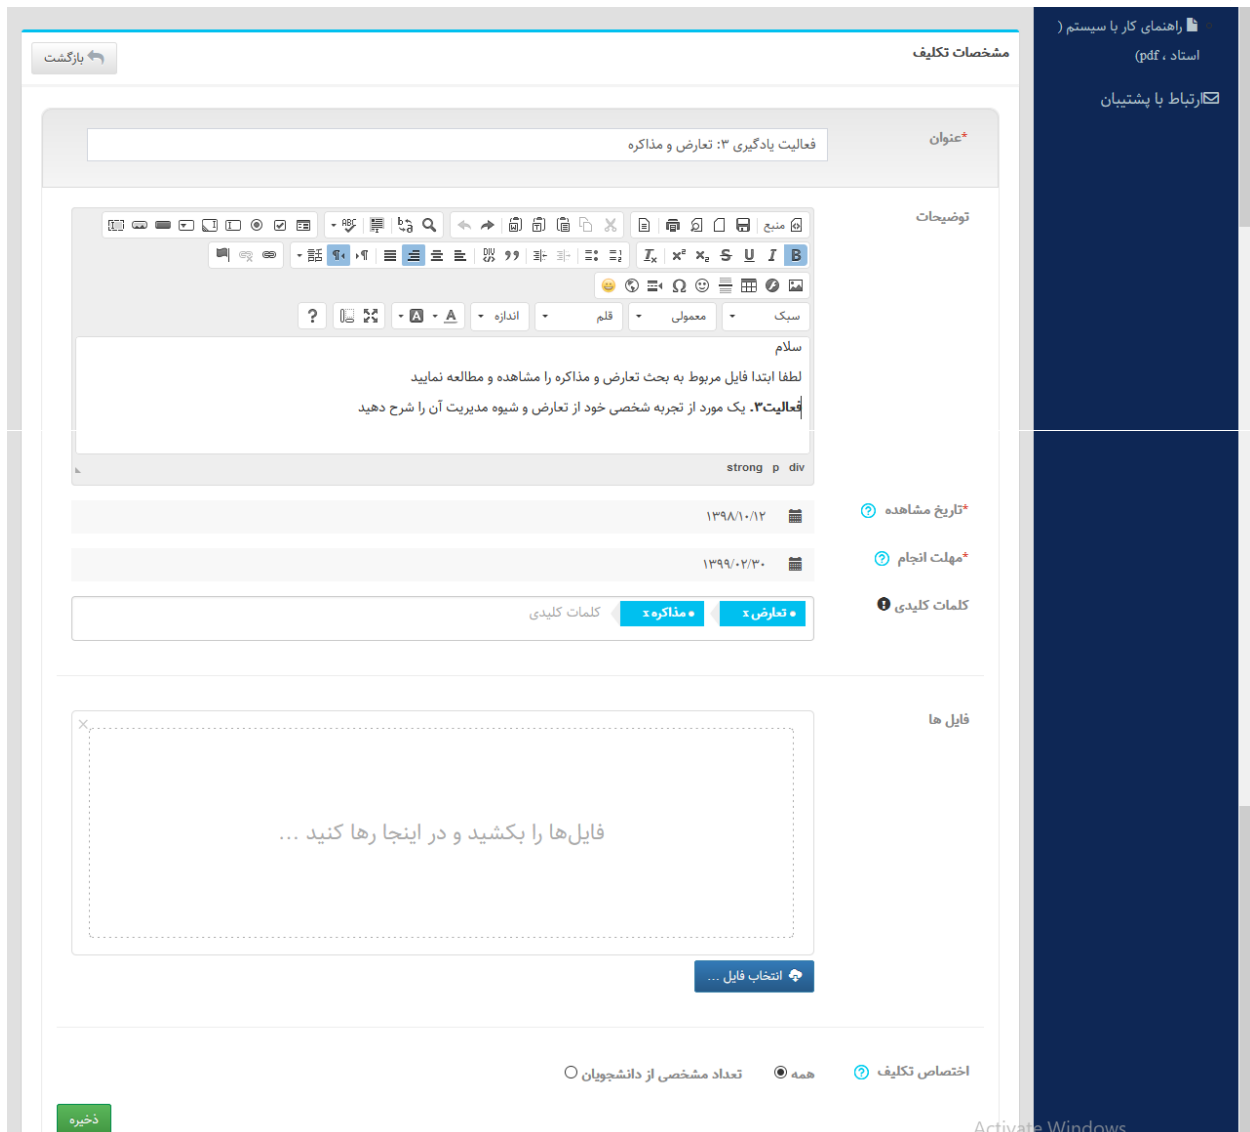 راهنمای کار با سیستم (
استاد ، pdf)
ارتباط با پشتیبان
مشخصات تکلیف
بازگشت
*عنوان
فعالیت یادگیری ۳: تعارض و مذاکره
توضیحات
منبع
سبک
معمولی
قلم
اندازه
سلام
لطفا ابتدا فایل مربوط به بحث تعارض و مذاکره را مشاهده و مطالعه نمایید
فعالیت۳. یک مورد از تجربه شخصی خود از تعارض و شیوه مدیریت آن را شرح دهید
strong p div
*تاریخ مشاهده
۱۳۹۸/۱۰/۱۲
*مهلت انجام
۱۳۹۹/۰۲/۳۰
کلمات کلیدی
تعارض x
مذاکره x
کلمات کلیدی
فایل ها
x
فایل‌ها را بکشید و در اینجا رها کنید ...
انتخاب فایل ...
اختصاص تکلیف
همه
تعداد مشخصی از دانشجویان
ذخیره
Activate Windows